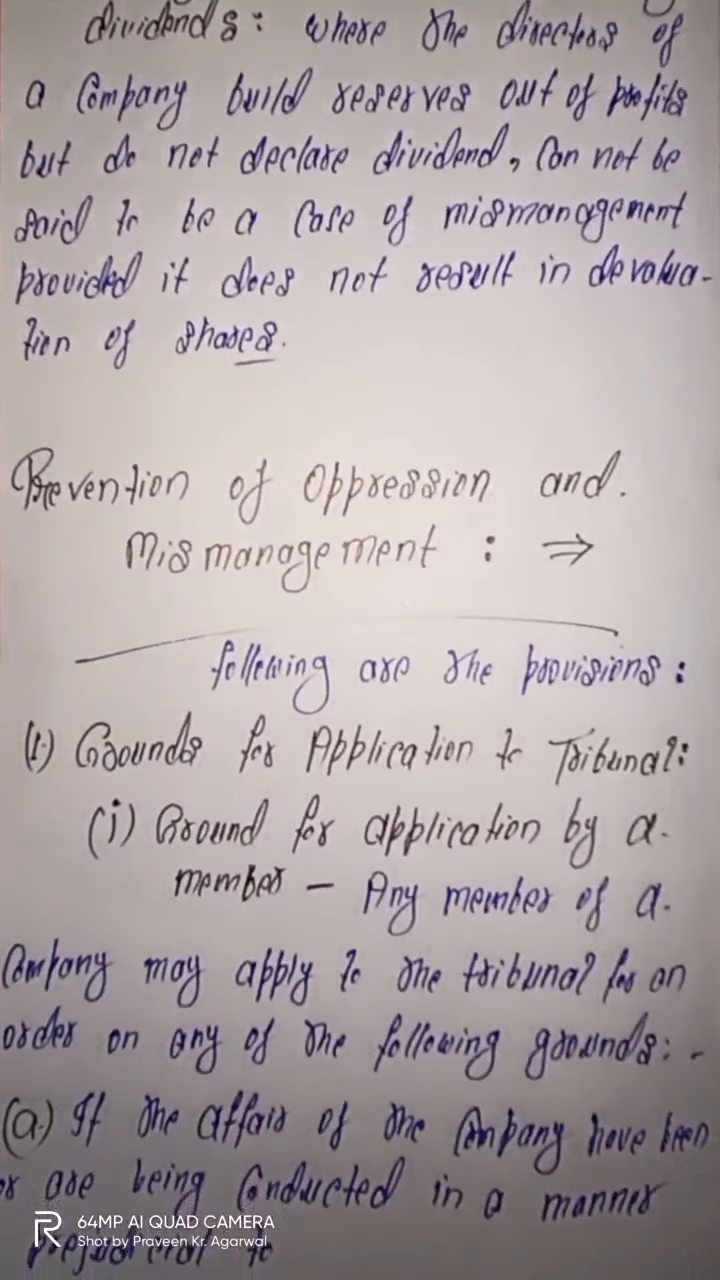 dividends: where the directors of
a Company build reserves out of profits
but do not declare dividend, Can not be
said to be a Case of mismanagement
provided it does not result in devalua-
tion of shares.
Prevention of Oppression and.
Mismanagement : ⇒
following are the provisions :
(1.) Grounds for Application to Tribunal:
(i) Ground for application by a.
member – Any member of a.
Company may apply to the tribunal for an
order on any of the following grounds: -
(a.) If the affair of the Company have been
or are being Conducted in a manner
prejudicial to
64MP AI QUAD CAMERA
Shot by Praveen Kr. Agarwal